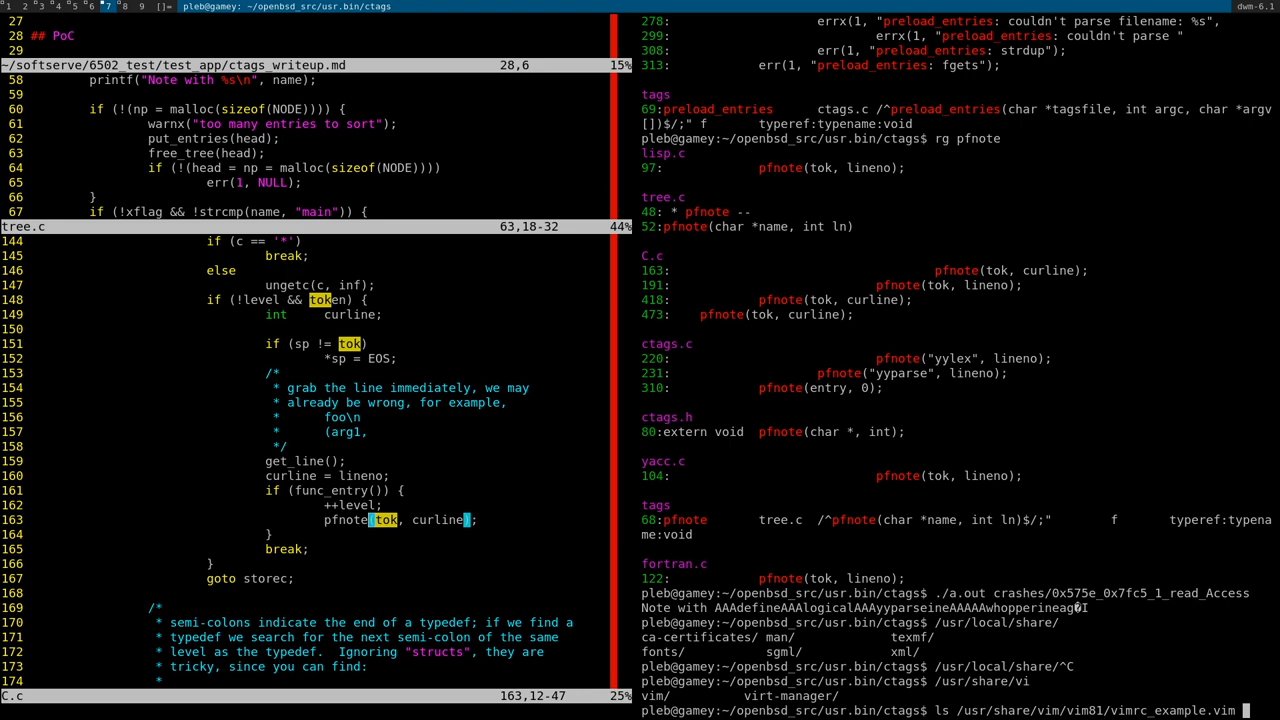 1 2 3 4 5 6 7 8 9 []= pleb@gamey: ~/openbsd_src/usr.bin/ctags dwm-6.1
27
28 ## PoC
29
~/softserve/6502_test/test_app/ctags_writeup.md 28,6 15%
58 printf("Note with %s\n", name);
59
60 if (!(np = malloc(sizeof(NODE)))) {
61 warnx("too many entries to sort");
62 put_entries(head);
63 free_tree(head);
64 if (!(head = np = malloc(sizeof(NODE))))
65 err(1, NULL);
66 }
67 if (!xflag && !strcmp(name, "main")) {
tree.c 63,18-32 44%
144 if (c == '*')
145 break;
146 else
147 ungetc(c, inf);
148 if (!level && token) {
149 int curline;
150
151 if (sp != tok)
152 *sp = EOS;
153 /*
154 * grab the line immediately, we may
155 * already be wrong, for example,
156 * foo\n
157 * (arg1,
158 */
159 get_line();
160 curline = lineno;
161 if (func_entry()) {
162 ++level;
163 pfnote(tok, curline);
164 }
165 break;
166 }
167 goto storec;
168
169 /*
170 * semi-colons indicate the end of a typedef; if we find a
171 * typedef we search for the next semi-colon of the same
172 * level as the typedef.  Ignoring "structs", they are
173 * tricky, since you can find:
174 *
C.c 163,12-47 25%
278: errx(1, "preload_entries: couldn't parse filename: %s",
299: errx(1, "preload_entries: couldn't parse "
308: err(1, "preload_entries: strdup");
313: err(1, "preload_entries: fgets");
tags
69:preload_entries ctags.c /^preload_entries(char *tagsfile, int argc, char *argv
[])$/;" f typeref:typename:void
pleb@gamey:~/openbsd_src/usr.bin/ctags$ rg pfnote
lisp.c
97: pfnote(tok, lineno);
tree.c
48: * pfnote --
52:pfnote(char *name, int ln)
C.c
163: pfnote(tok, curline);
191: pfnote(tok, lineno);
418: pfnote(tok, curline);
473: pfnote(tok, curline);
ctags.c
220: pfnote("yylex", lineno);
231: pfnote("yyparse", lineno);
310: pfnote(entry, 0);
ctags.h
80:extern void pfnote(char *, int);
yacc.c
104: pfnote(tok, lineno);
tags
68:pfnote tree.c /^pfnote(char *name, int ln)$/;" f typeref:typena
me:void
fortran.c
122: pfnote(tok, lineno);
pleb@gamey:~/openbsd_src/usr.bin/ctags$ ./a.out crashes/0x575e_0x7fc5_1_read_Access
Note with AAAdefineAAAlogicalAAAyyparseineAAAAAwhopperineag�I
pleb@gamey:~/openbsd_src/usr.bin/ctags$ /usr/local/share/
ca-certificates/ man/ texmf/
fonts/ sgml/ xml/
pleb@gamey:~/openbsd_src/usr.bin/ctags$ /usr/local/share/^C
pleb@gamey:~/openbsd_src/usr.bin/ctags$ /usr/share/vi
vim/ virt-manager/
pleb@gamey:~/openbsd_src/usr.bin/ctags$ ls /usr/share/vim/vim81/vimrc_example.vim